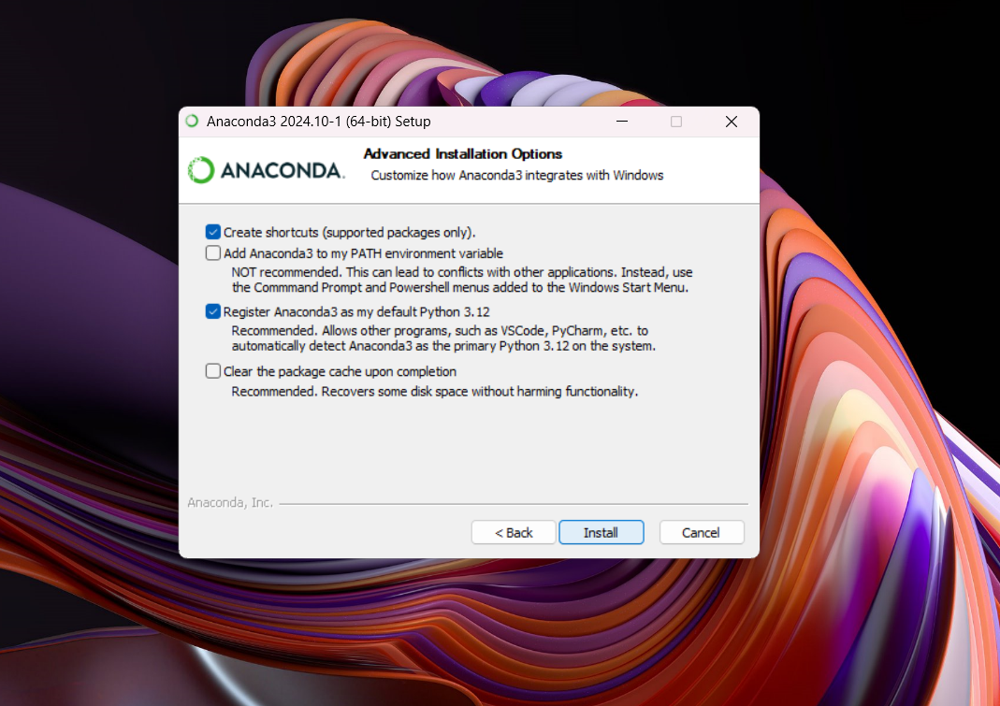 Anaconda3 2024.10-1 (64-bit) Setup
ANACONDA.
Advanced Installation Options
Customize how Anaconda3 integrates with Windows
Create shortcuts (supported packages only).
Add Anaconda3 to my PATH environment variable
NOT recommended. This can lead to conflicts with other applications. Instead, use
the Commmand Prompt and Powershell menus added to the Windows Start Menu.
Register Anaconda3 as my default Python 3.12
Recommended. Allows other programs, such as VSCode, PyCharm, etc. to
automatically detect Anaconda3 as the primary Python 3.12 on the system.
Clear the package cache upon completion
Recommended. Recovers some disk space without harming functionality.
Anaconda, Inc.
< Back
Install
Cancel